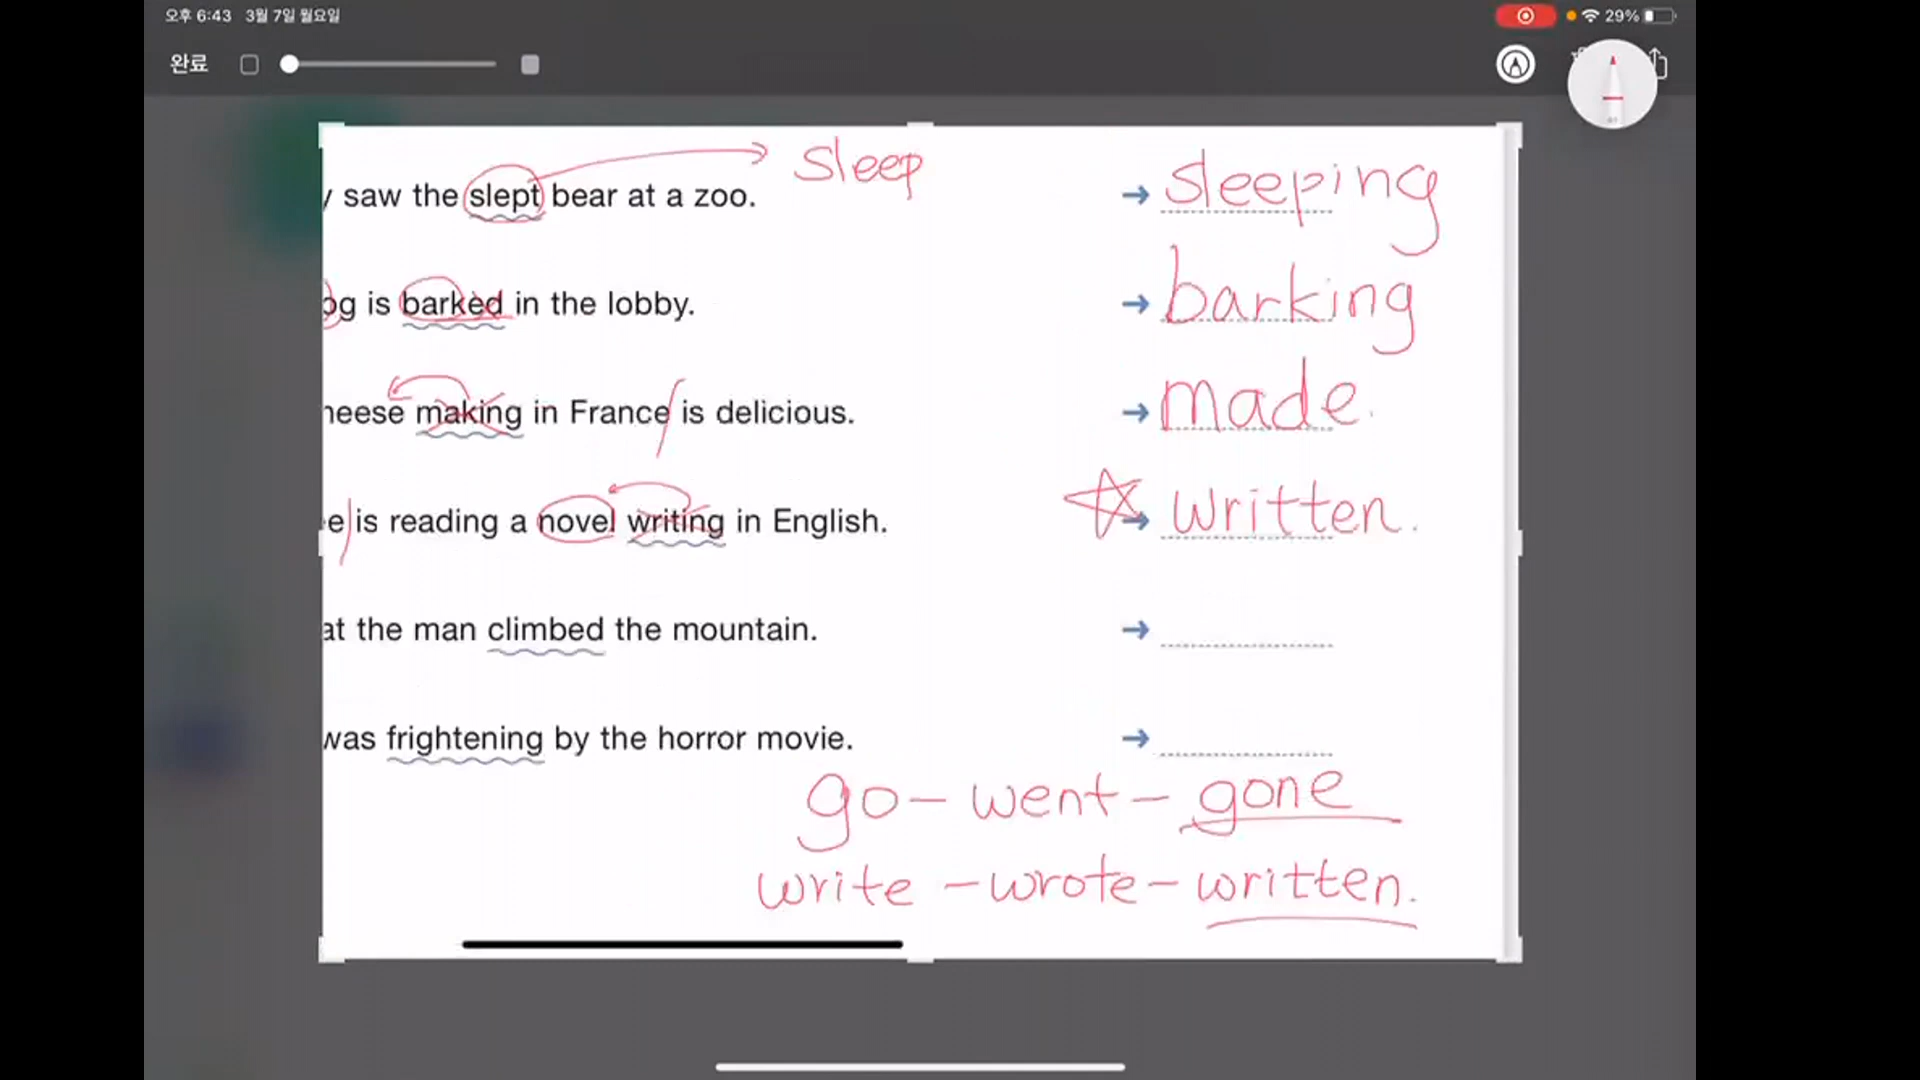 오후 6:43 3월 7일 월요일 29%
완료
y saw the slept bear at a zoo. sleep → sleeping
og is barked in the lobby. → barking
heese making in France is delicious. → made.
e is reading a novel writing in English. → written.
at the man climbed the mountain. →
was frightening by the horror movie. →
go – went – gone
write – wrote – written.